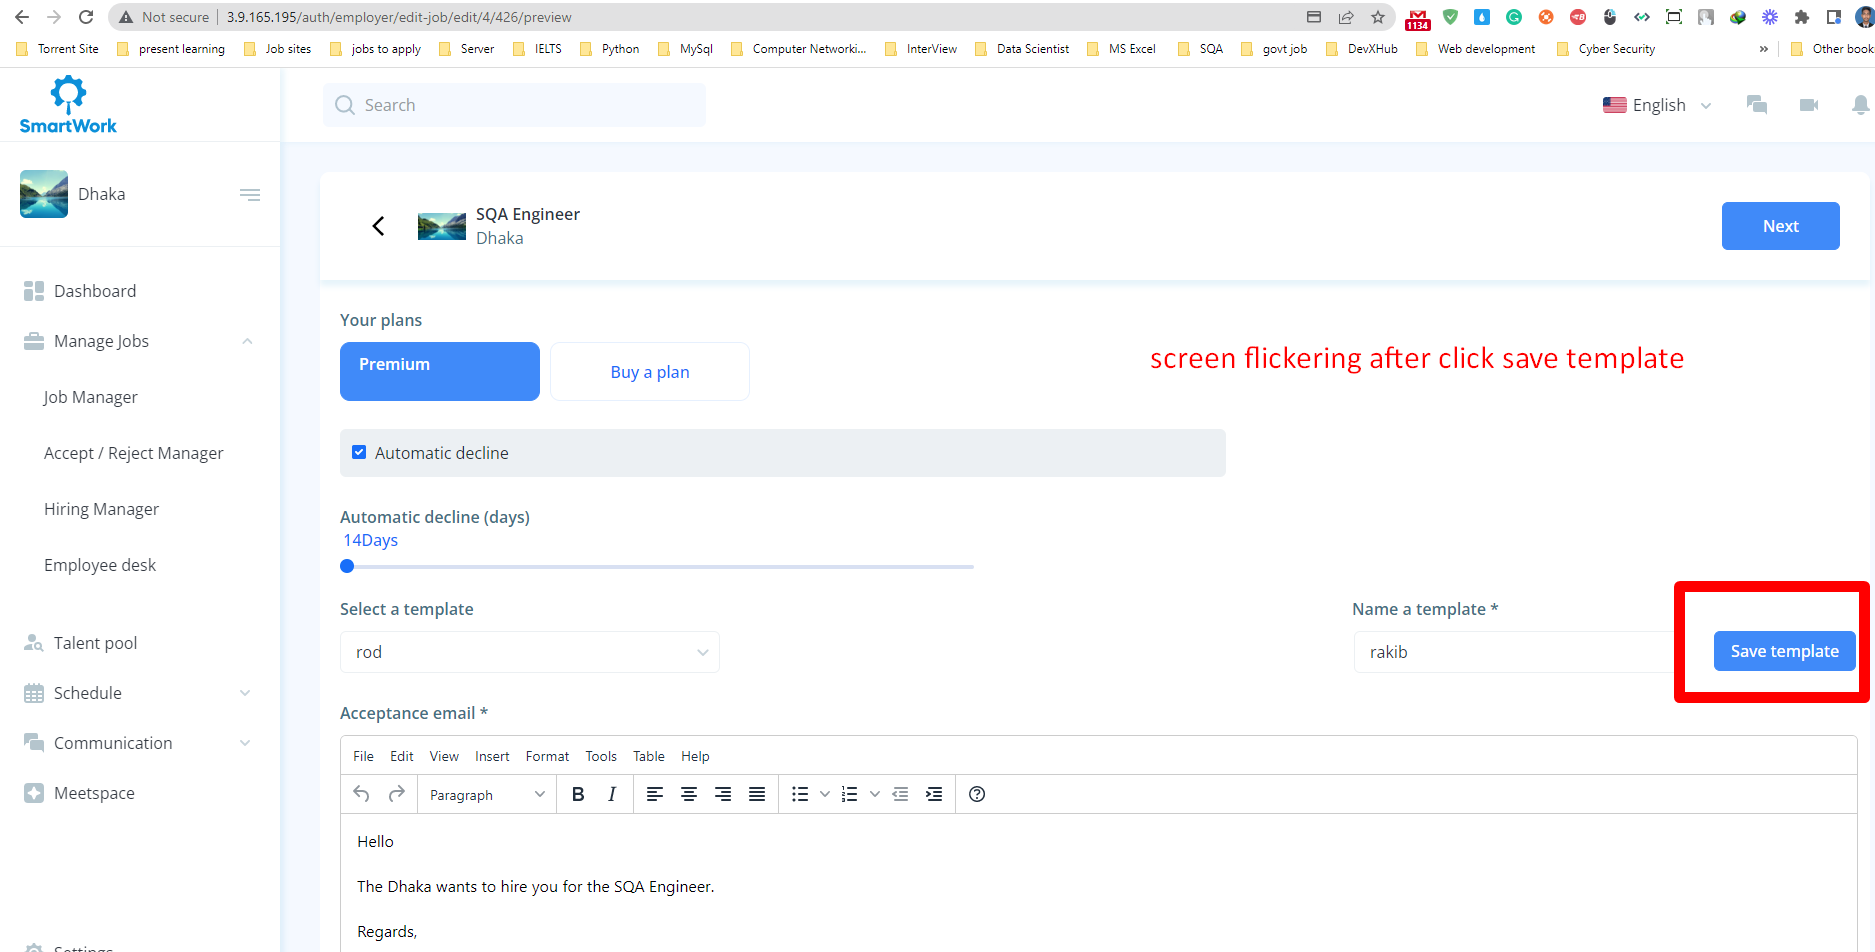 Not secure | 3.9.165.195/auth/employer/edit-job/edit/4/426/preview
1134
Torrent Site present learning Job sites jobs to apply Server IELTS Python MySql Computer Networki... InterView Data Scientist MS Excel SQA govt job DevXHub Web development Cyber Security » Other book
SmartWork
Search
English
Dhaka
SQA Engineer
Dhaka
Next
Dashboard
Manage Jobs
Job Manager
Accept / Reject Manager
Hiring Manager
Employee desk
Talent pool
Schedule
Communication
Meetspace
Settings
Your plans
Premium
Buy a plan
screen flickering after click save template
Automatic decline
Automatic decline (days)
14Days
Select a template
rod
Name a template *
rakib
Save template
Acceptance email *
File Edit View Insert Format Tools Table Help
Paragraph B I
Hello
The Dhaka wants to hire you for the SQA Engineer.
Regards,